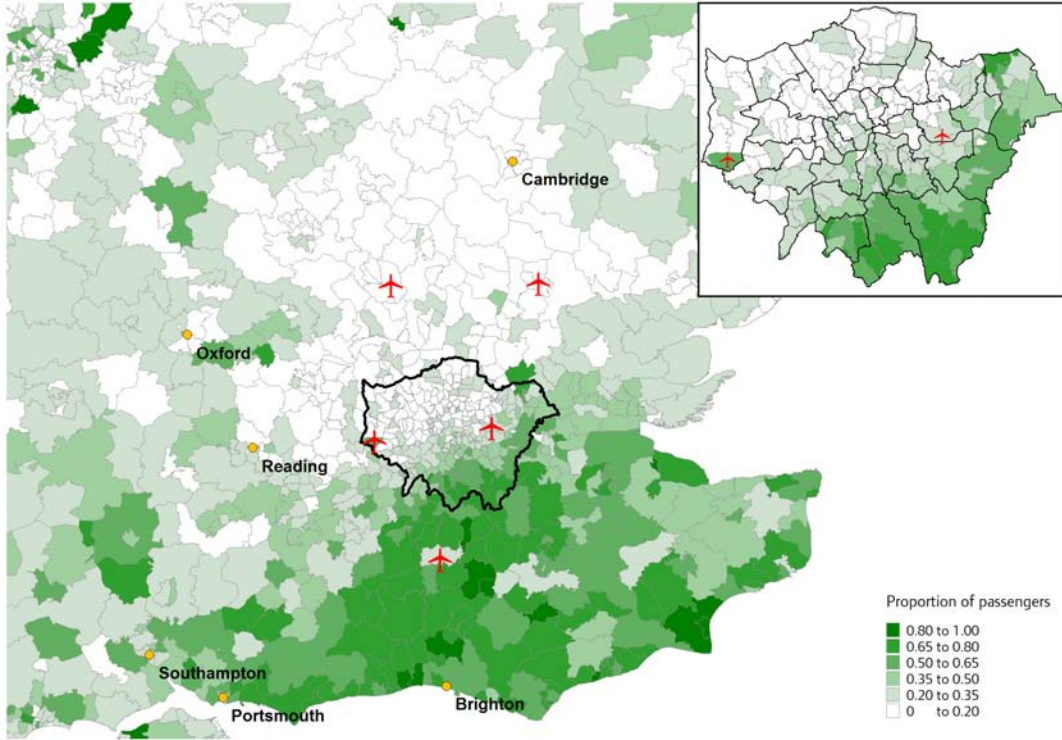 Cambridge
Oxford
Reading
Southampton
Portsmouth
Brighton
Proportion of passengers
0.80 to 1.00
0.65 to 0.80
0.50 to 0.65
0.35 to 0.50
0.20 to 0.35
0 to 0.20